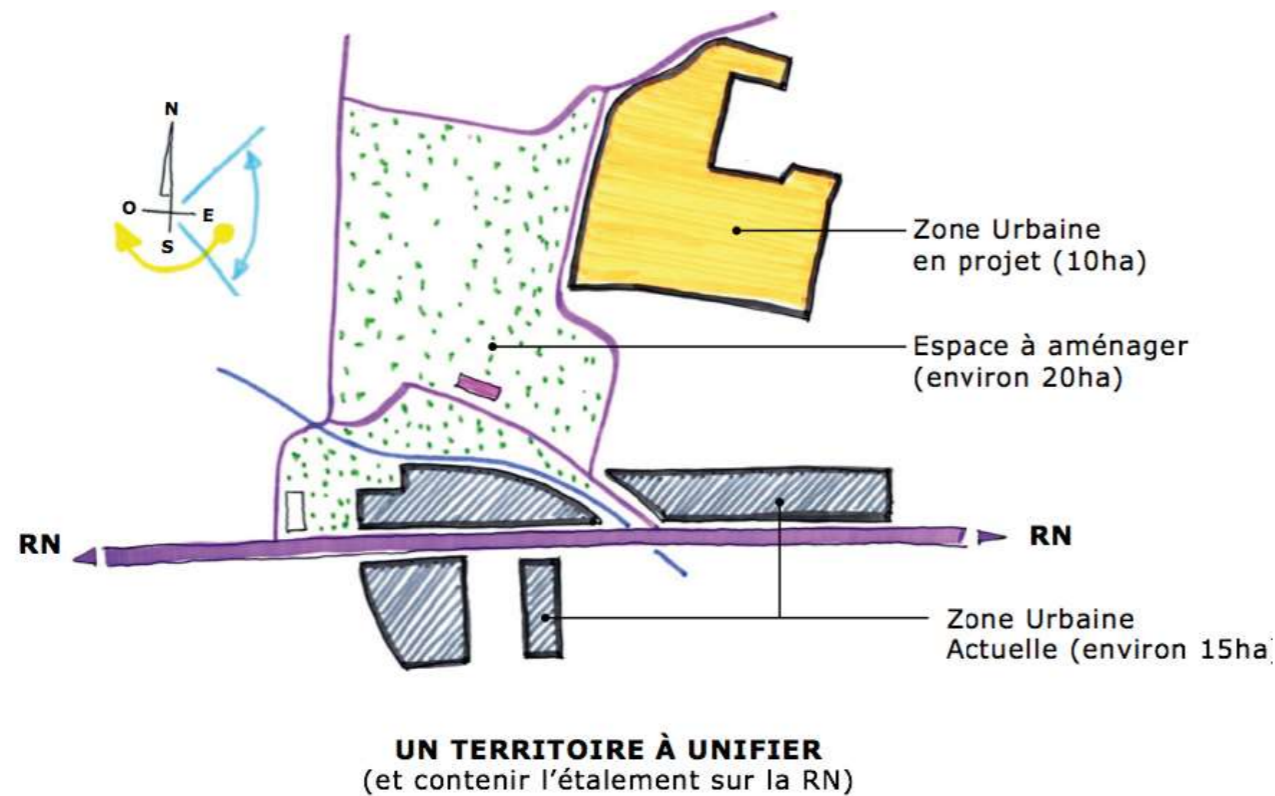 N
O
E
S
Zone Urbaine
en projet (10ha)
Espace à aménager
(environ 20ha)
RN
RN
Zone Urbaine
Actuelle (environ 15ha)
UN TERRITOIRE À UNIFIER
(et contenir l'étalement sur la RN)